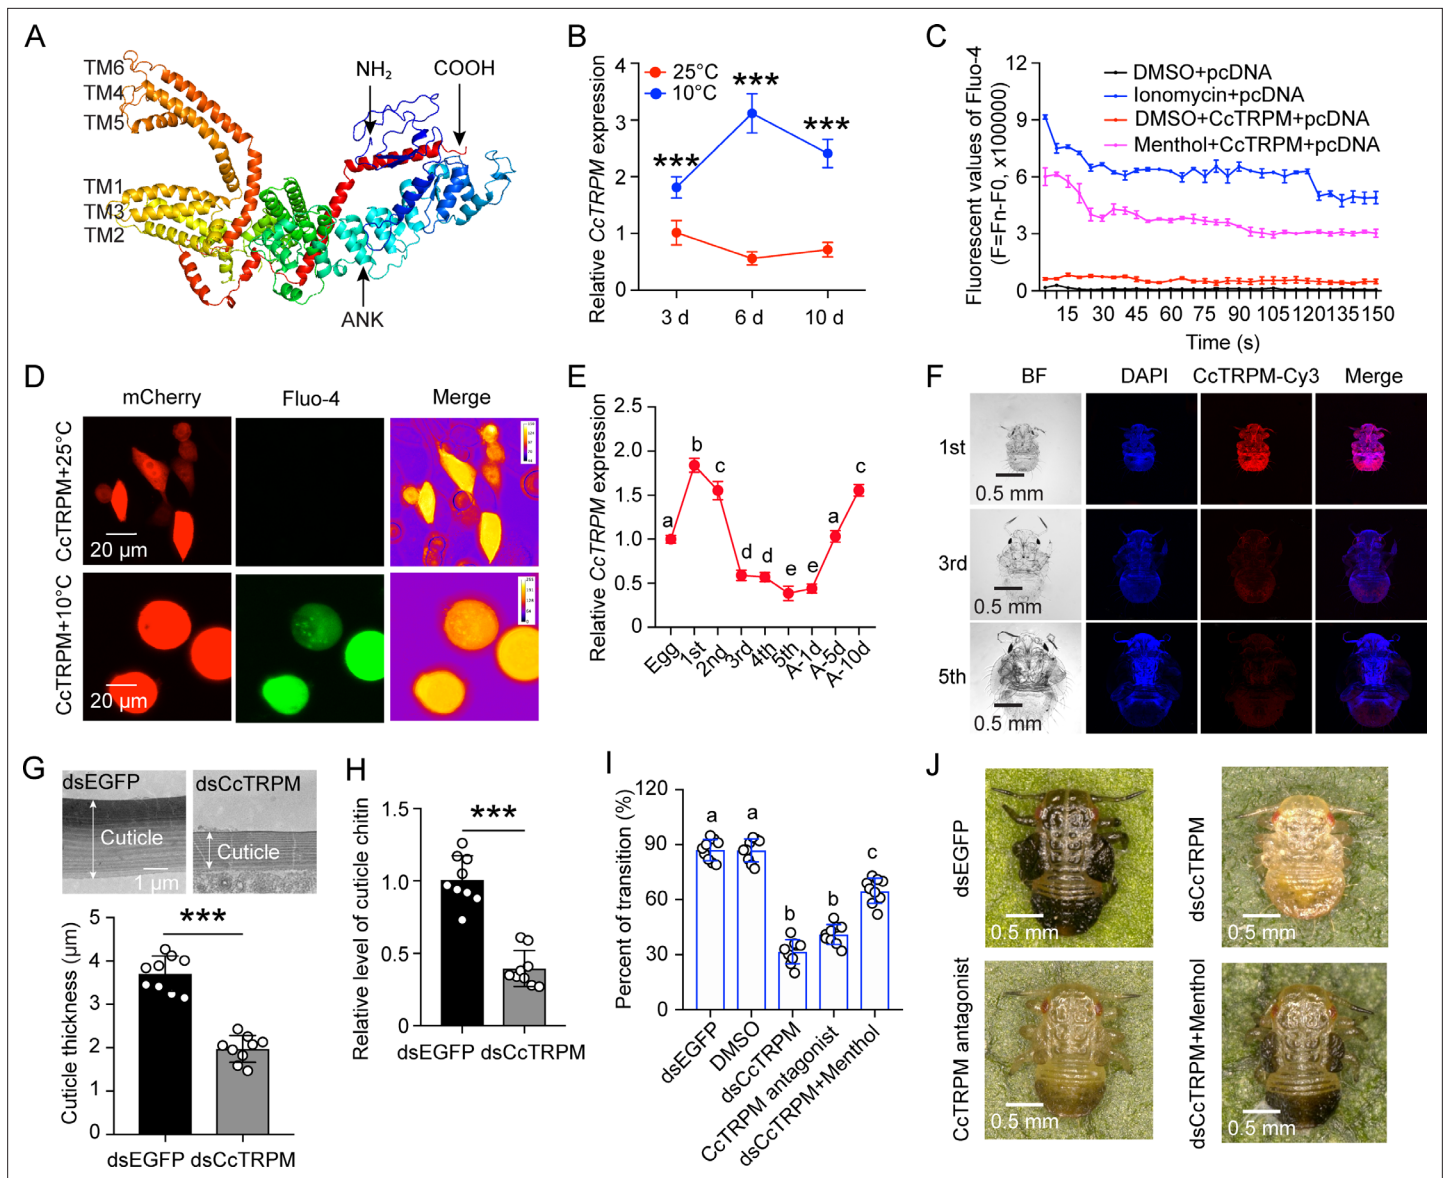 A
TM6
TM4
TM5
TM1
TM3
TM2
NH₂
COOH
ANK
B
Relative CcTRPM expression
4
3
2
1
0
25°C
10°C
***
***
***
3 d
6 d
10 d
C
Fluorescent values of Fluo-4
(F=Fn-F0, x100000)
12
9
6
3
0
DMSO+pcDNA
Ionomycin+pcDNA
DMSO+CcTRPM+pcDNA
Menthol+CcTRPM+pcDNA
15 30 45 60 75 90 105 120 135 150
Time (s)
D
mCherry
Fluo-4
Merge
CcTRPM+25°C
20 µm
CcTRPM+10°C
20 µm
E
Relative CcTRPM expression
2.5
2.0
1.5
1.0
0.5
0
a
b
c
d
d
e
e
a
c
Egg
1st
2nd
3rd
4th
5th
A-1d
A-5d
A-10d
F
BF
DAPI
CcTRPM-Cy3
Merge
1st
0.5 mm
3rd
0.5 mm
5th
0.5 mm
G
dsEGFP
Cuticle
1 µm
dsCcTRPM
Cuticle
Cuticle thickness (µm)
5
4
3
2
1
0
***
dsEGFP
dsCcTRPM
H
Relative level of cuticle chitin
1.5
1.0
0.5
0
***
dsEGFP
dsCcTRPM
I
Percent of transition (%)
120
90
60
30
0
a
a
b
b
c
dsEGFP
DMSO
dsCcTRPM
CcTRPM antagonist
dsCcTRPM+Menthol
J
dsEGFP
0.5 mm
dsCcTRPM
0.5 mm
CcTRPM antagonist
0.5 mm
dsCcTRPM+Menthol
0.5 mm